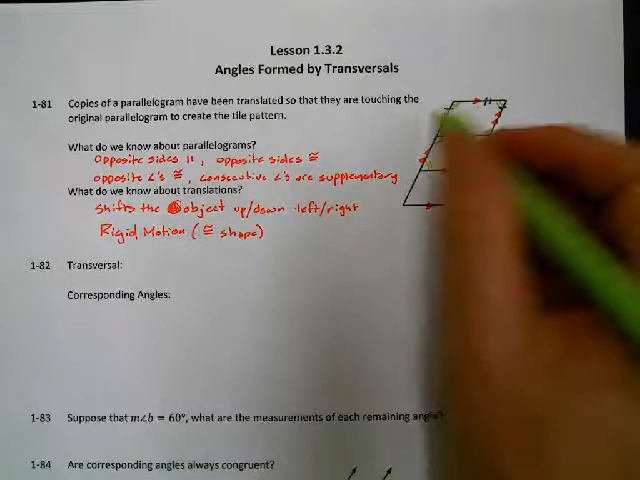 Lesson 1.3.2
Angles Formed by Transversals
1-81 Copies of a parallelogram have been translated so that they are touching the
original parallelogram to create the tile pattern.
What do we know about parallelograms?
opposite sides ||, opposite sides ≅
opposite ∠'s ≅, consecutive ∠'s are supplementary
What do we know about translations?
Shifts the object up/down left/right
Rigid Motion (≅ shape)
1-82 Transversal:
Corresponding Angles:
1-83 Suppose that m∠b = 60°, what are the measurements of each remaining angle?
1-84 Are corresponding angles always congruent?